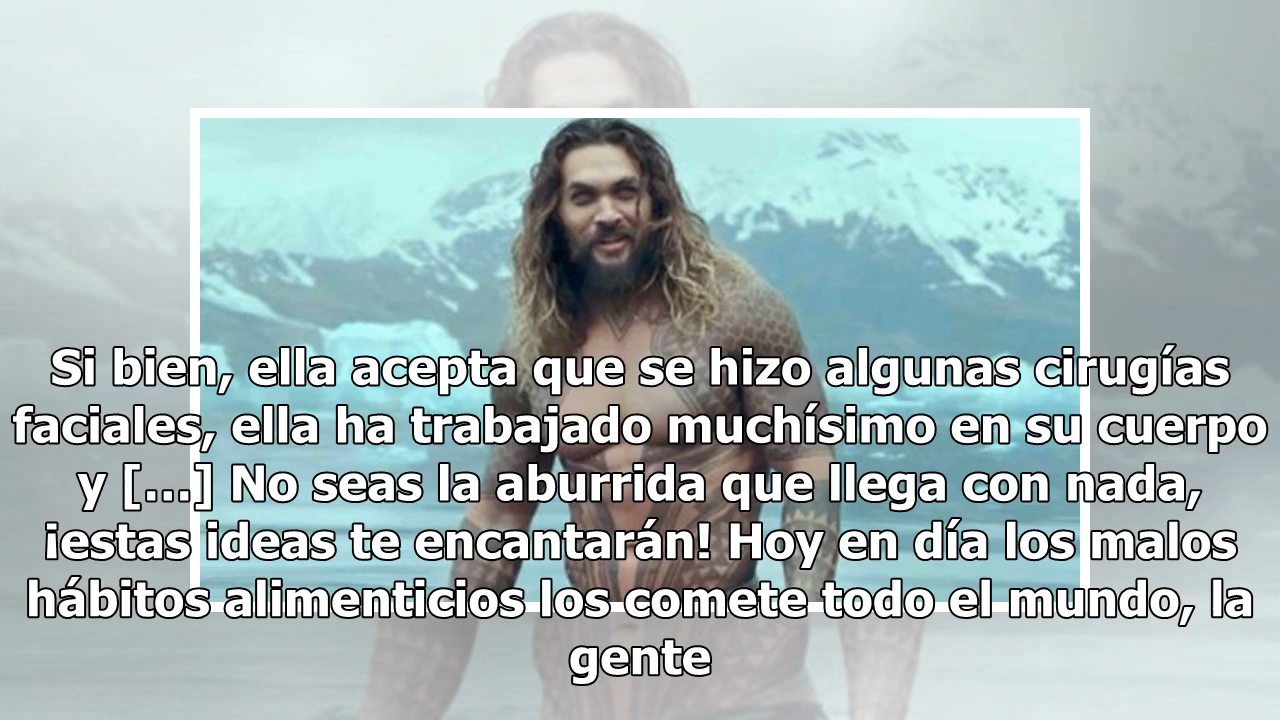 Si bien, ella acepta que se hizo algunas cirugías
faciales, ella ha trabajado muchísimo en su cuerpo
y [...] No seas la aburrida que llega con nada,
¡estas ideas te encantarán! Hoy en día los malos
hábitos alimenticios los comete todo el mundo, la
gente